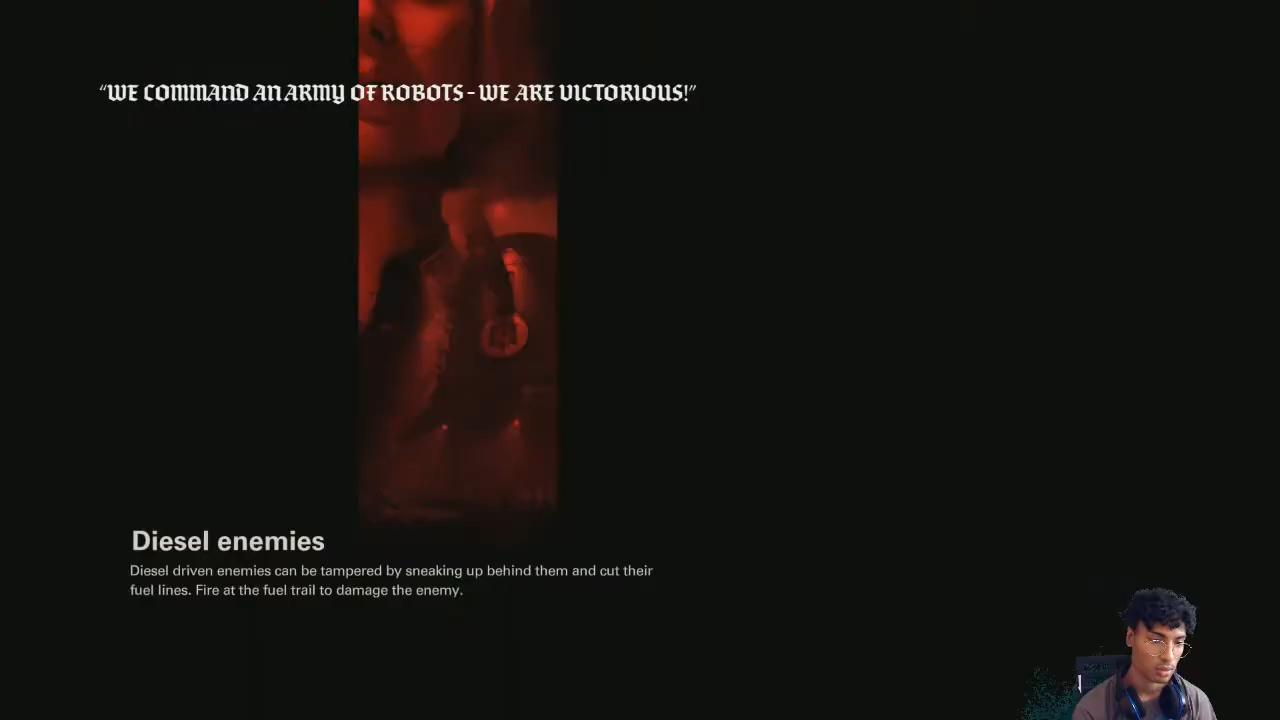 “WE COMMAND AN ARMY OF ROBOTS - WE ARE VICTORIOUS!”
Diesel enemies
Diesel driven enemies can be tampered by sneaking up behind them and cut their
fuel lines. Fire at the fuel trail to damage the enemy.